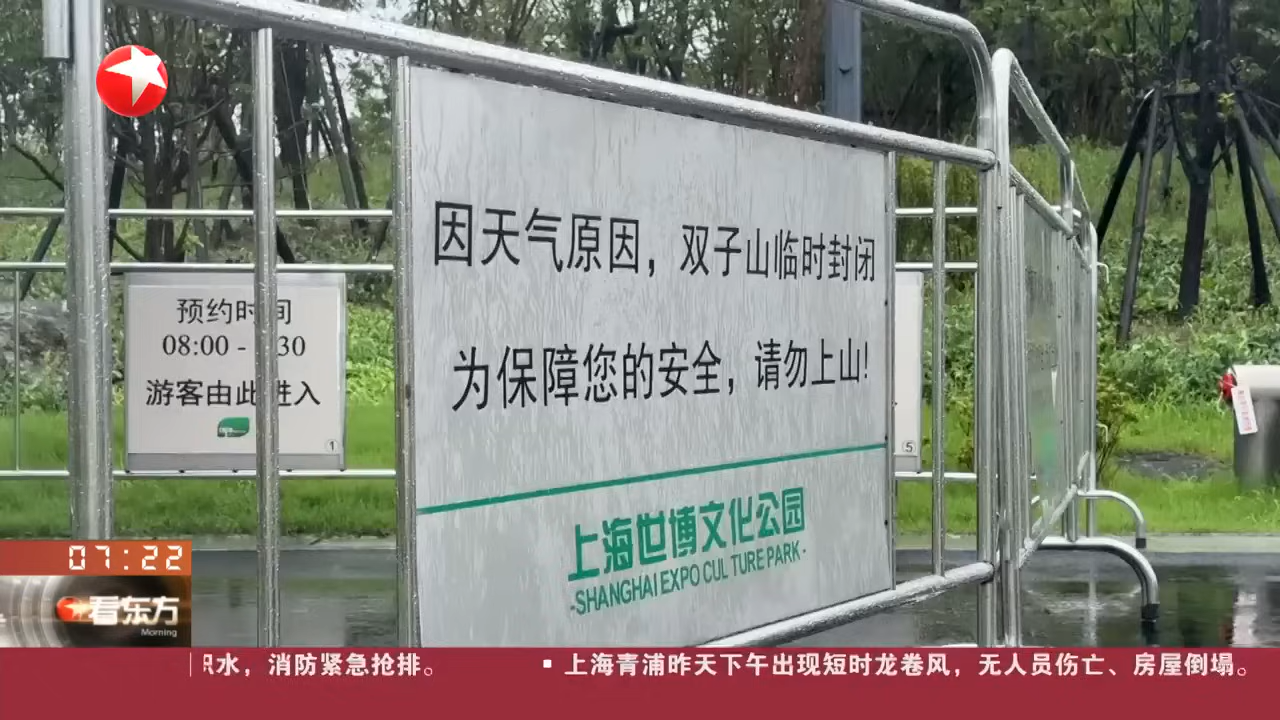 因天气原因，双子山临时封闭
为保障您的安全，请勿上山！
上海世博文化公园
-SHANGHAI EXPO CULTURE PARK-
预约时间
08:00 - 30
游客由此进入
1
5
07:22
看东方
Morning
水，消防紧急抢排。
▪ 上海青浦昨天下午出现短时龙卷风，无人员伤亡、房屋倒塌。